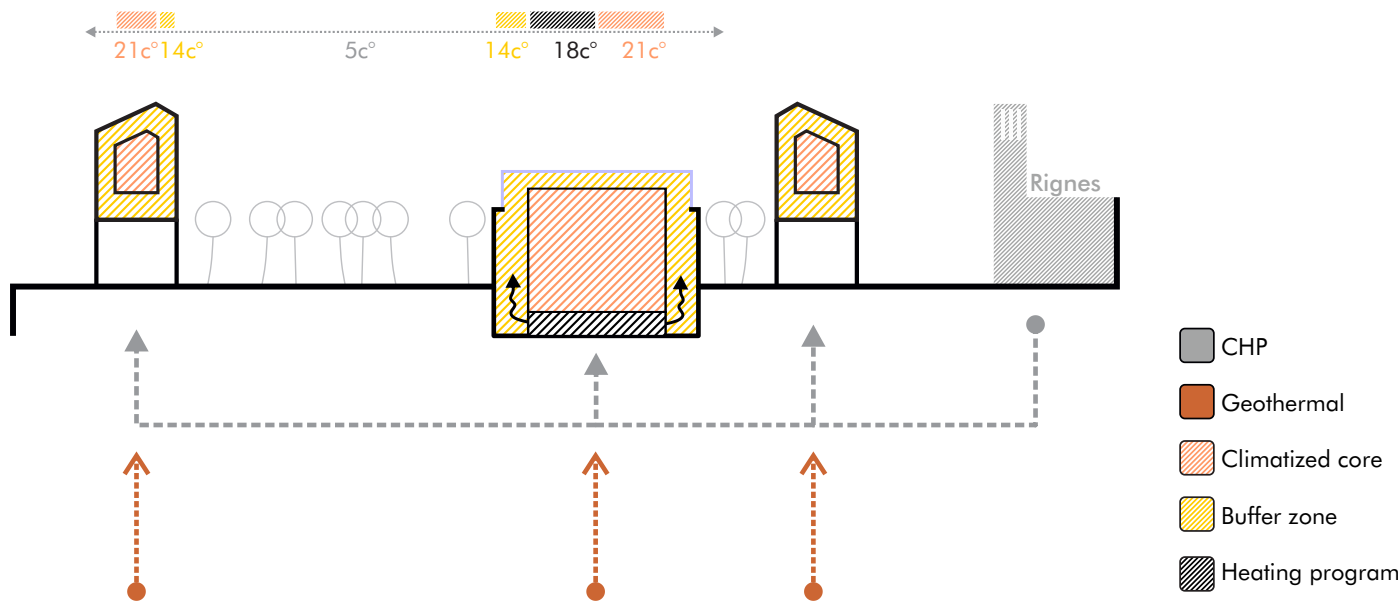 21c° 14c° 5c° 14c° 18c° 21c°
Rignes
CHP
Geothermal
Climatized core
Buffer zone
Heating program